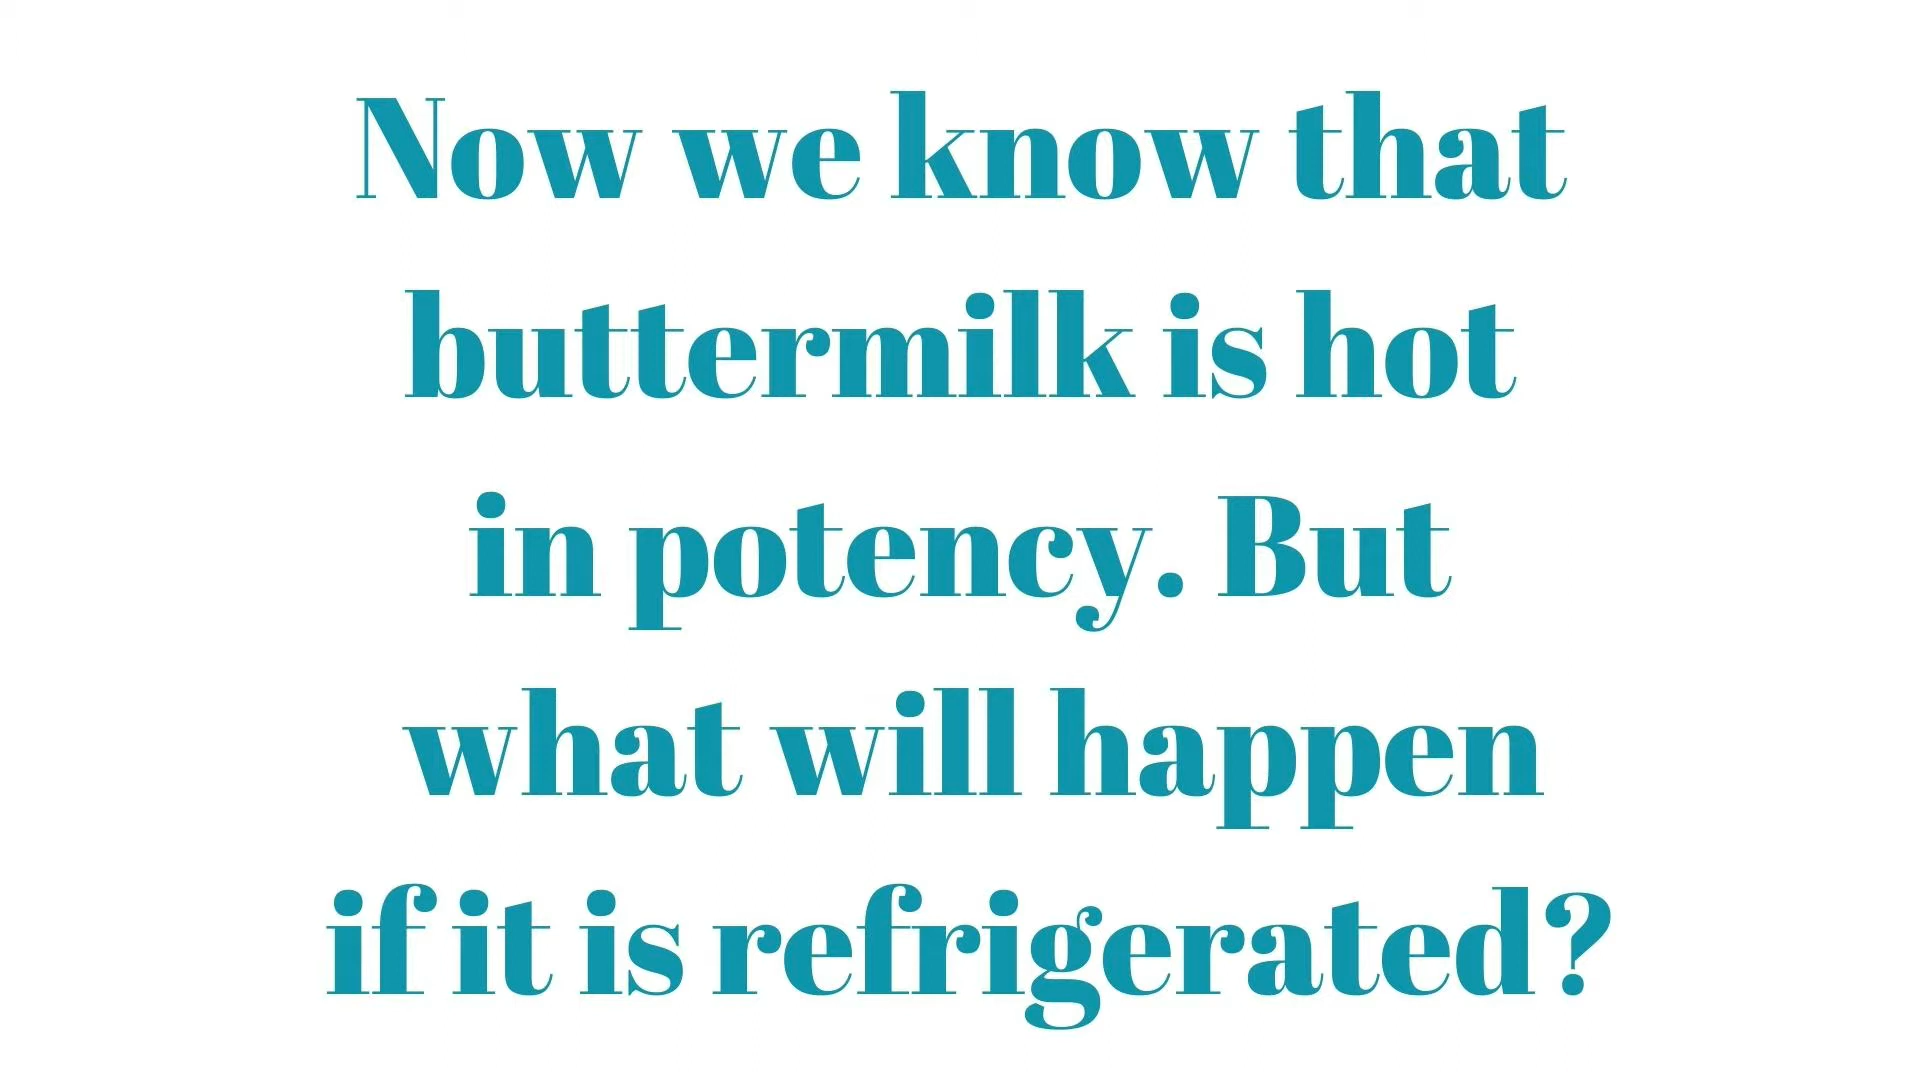 Now we know that
buttermilk is hot
in potency. But
what will happen
if it is refrigerated?